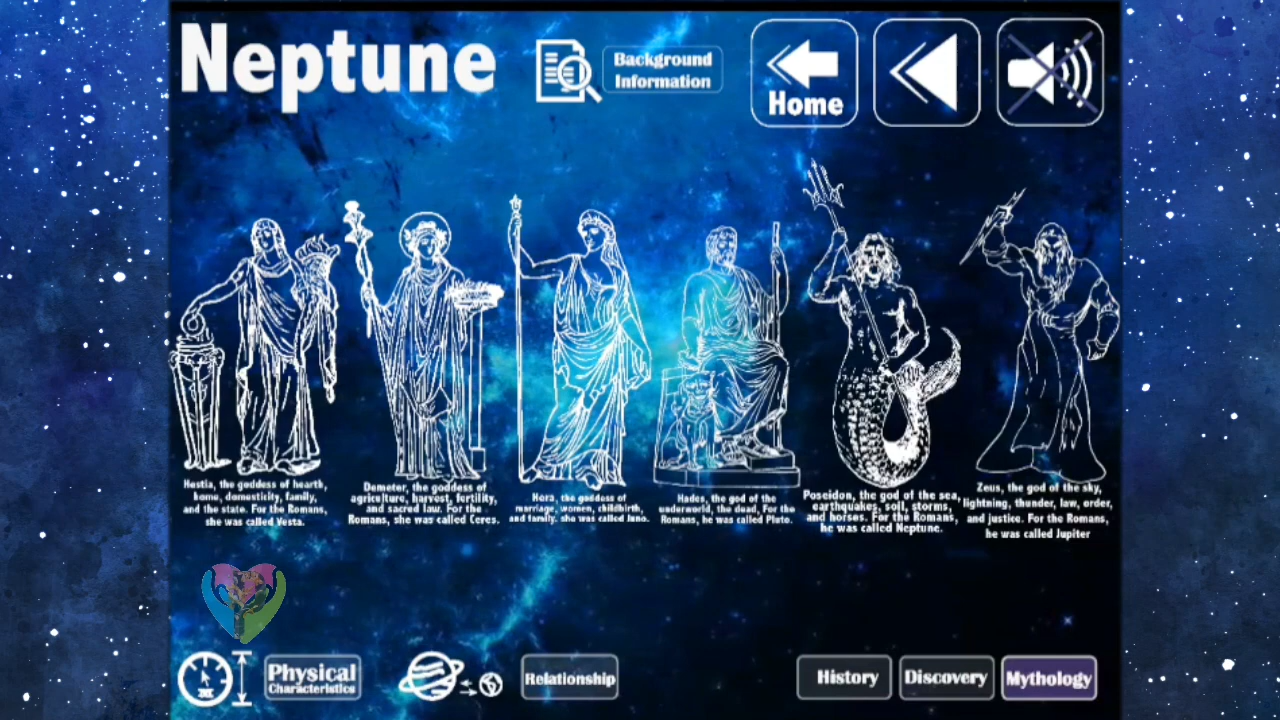 Neptune
Background
Information
Home
Hestia, the goddess of hearth,
home, domesticity, family,
and the state. For the Romans,
she was called Vesta.
Demeter, the goddess of
agriculture, harvest, fertility,
and sacred law. For the
Romans, she was called Ceres.
Hera, the goddess of
marriage, women, childbirth,
and family. she was called Juno.
Hades, the god of the
underworld, the dead, For the
Romans, he was called Pluto.
Poseidon, the god of the sea,
earthquakes, soil, storms,
and horses. For the Romans,
he was called Neptune.
Zeus, the god of the sky,
lightning, thunder, law, order,
and justice. For the Romans,
he was called Jupiter
Physical
Characteristics
Relationship
History
Discovery
Mythology